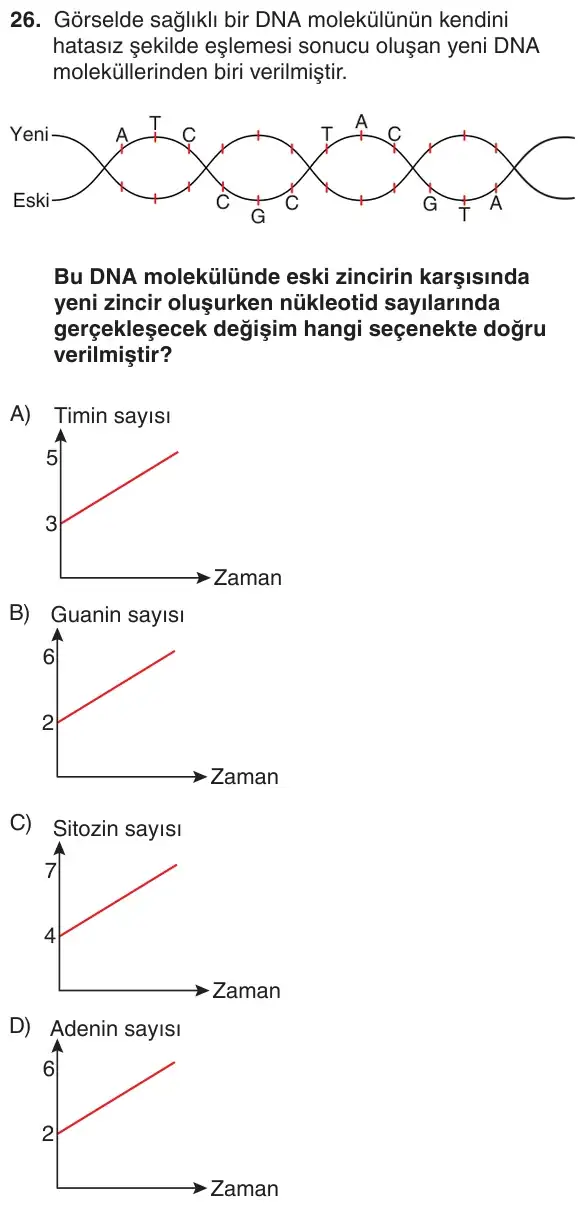 26. Görselde sağlıklı bir DNA molekülünün kendini
hatasız şekilde eşlemesi sonucu oluşan yeni DNA
moleküllerinden biri verilmiştir.
Yeni A T C T A C
Eski C G C G T A
Bu DNA molekülünde eski zincirin karşısında
yeni zincir oluşurken nükleotid sayılarında
gerçekleşecek değişim hangi seçenekte doğru
verilmiştir?
A) Timin sayısı
5
3
Zaman
B) Guanin sayısı
6
2
Zaman
C) Sitozin sayısı
7
4
Zaman
D) Adenin sayısı
6
2
Zaman